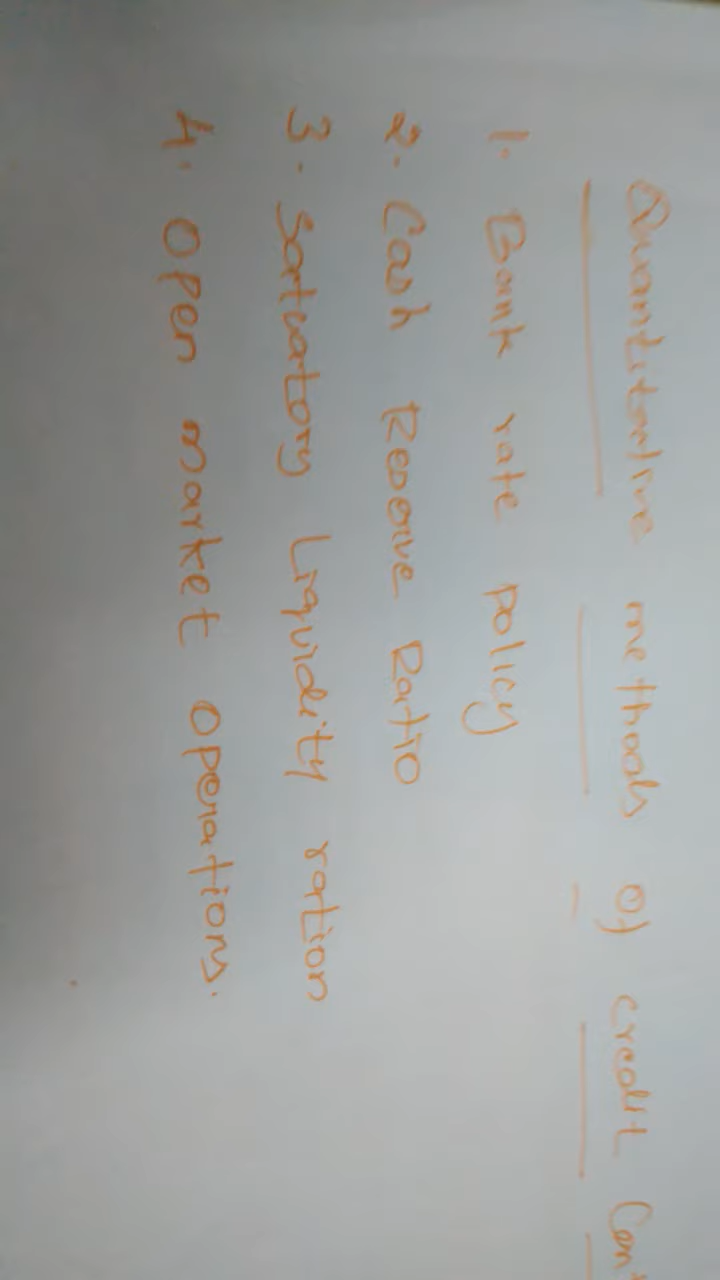 Quantitative methods of credit Con
1. Bank rate policy
2. Cash Reserve Ratio
3. Satuatory Liquidity ration
4. Open market operations.